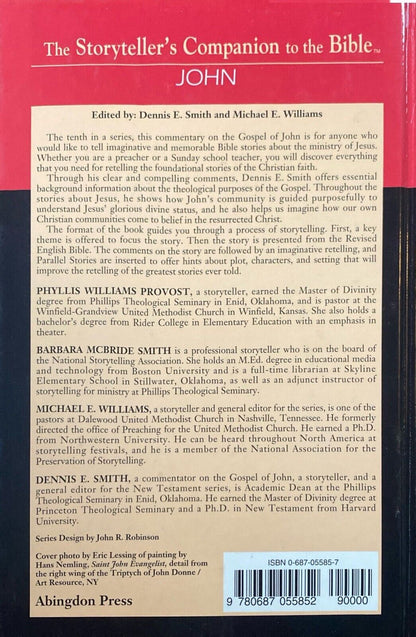 The Storyteller's Companion to the Bible™
JOHN
Edited by: Dennis E. Smith and Michael E. Williams
The tenth in a series, this commentary on the Gospel of John is for anyone who
would like to tell imaginative and memorable Bible stories about the ministry of Jesus.
Whether you are a preacher or a Sunday school teacher, you will discover everything
that you need for retelling the foundational stories of the Christian faith.
Through his clear and compelling comments, Dennis E. Smith offers essential
background information about the theological purposes of the Gospel. Throughout the
stories about Jesus, he shows how John's community is guided purposefully to
understand Jesus' glorious divine status, and he also helps us imagine how our own
Christian communities come to belief in the resurrected Christ.
The format of the book guides you through a process of storytelling. First, a key
theme is offered to focus the story. Then the story is presented from the Revised
English Bible. The comments on the story are followed by an imaginative retelling, and
Parallel Stories are inserted to offer hints about plot, characters, and setting that will
improve the retelling of the greatest stories ever told.
PHYLLIS WILLIAMS PROVOST, a storyteller, earned the Master of Divinity
degree from Phillips Theological Seminary in Enid, Oklahoma, and is pastor at the
Winfield-Grandview United Methodist Church in Winfield, Kansas. She also holds a
bachelor's degree from Rider College in Elementary Education with an emphasis in
theater.
BARBARA MCBRIDE SMITH is a professional storyteller who is on the board of
the National Storytelling Association. She holds an M.Ed. degree in educational media
and technology from Boston University and is a full-time librarian at Skyline
Elementary School in Stillwater, Oklahoma, as well as an adjunct instructor of
storytelling for ministry at Phillips Theological Seminary.
MICHAEL E. WILLIAMS, a storyteller and general editor for the series, is one of
the pastors at Dalewood United Methodist Church in Nashville, Tennessee. He formerly
directed the office of Preaching for the United Methodist Church. He earned a Ph.D.
from Northwestern University. He can be heard throughout North America at
storytelling festivals, and he is a member of the National Association for the
Preservation of Storytelling.
DENNIS E. SMITH, a commentator on the Gospel of John, a storyteller, and a
general editor for the New Testament series, is Academic Dean at the Phillips
Theological Seminary in Enid, Oklahoma. He earned the Master of Divinity degree at
Princeton Theological Seminary and a Ph.D. in New Testament from Harvard
University.
Series Design by John R. Robinson
Cover photo by Eric Lessing of painting by
Hans Nemling, Saint John Evangelist, detail from
the right wing of the Triptych of John Donne /
Art Resource, NY
Abingdon Press
ISBN 0-687-05585-7
9 780687 055852
90000